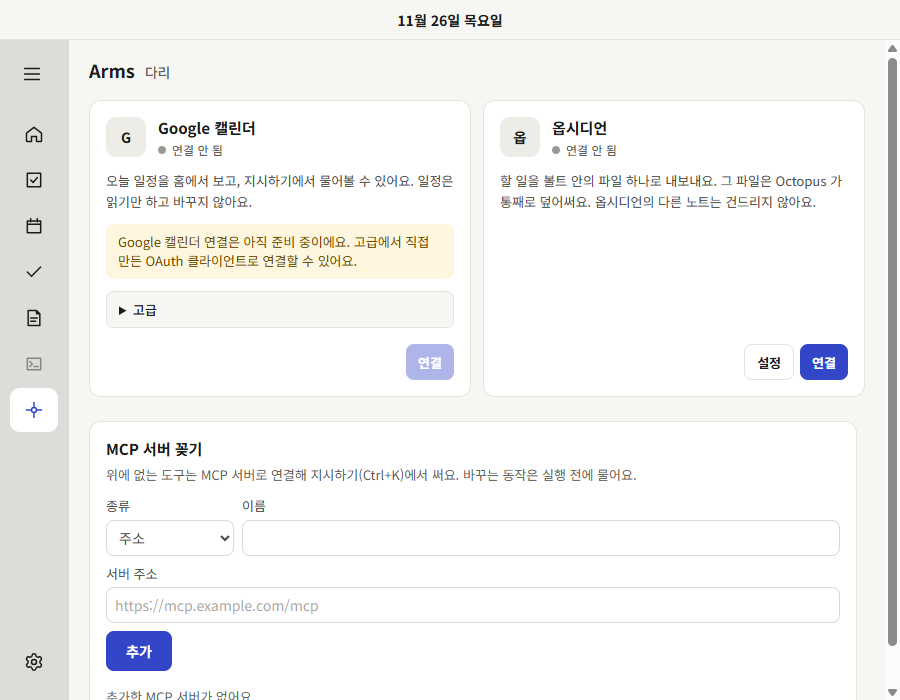 11월 26일 목요일
Arms 다리
G
Google 캘린더
연결 안 됨
오늘 일정을 홈에서 보고, 지시하기에서 물어볼 수 있어요. 일정은
읽기만 하고 바꾸지 않아요.
Google 캘린더 연결은 아직 준비 중이에요. 고급에서 직접
만든 OAuth 클라이언트로 연결할 수 있어요.
▶ 고급
연결
옵
옵시디언
연결 안 됨
할 일을 볼트 안의 파일 하나로 내보내요. 그 파일은 Octopus 가
통째로 덮어써요. 옵시디언의 다른 노트는 건드리지 않아요.
설정
연결
MCP 서버 꽂기
위에 없는 도구는 MCP 서버로 연결해 지시하기(Ctrl+K)에서 써요. 바꾸는 동작은 실행 전에 물어요.
종류
이름
주소
서버 주소
https://mcp.example.com/mcp
추가
추가한 MCP 서버가 없어요